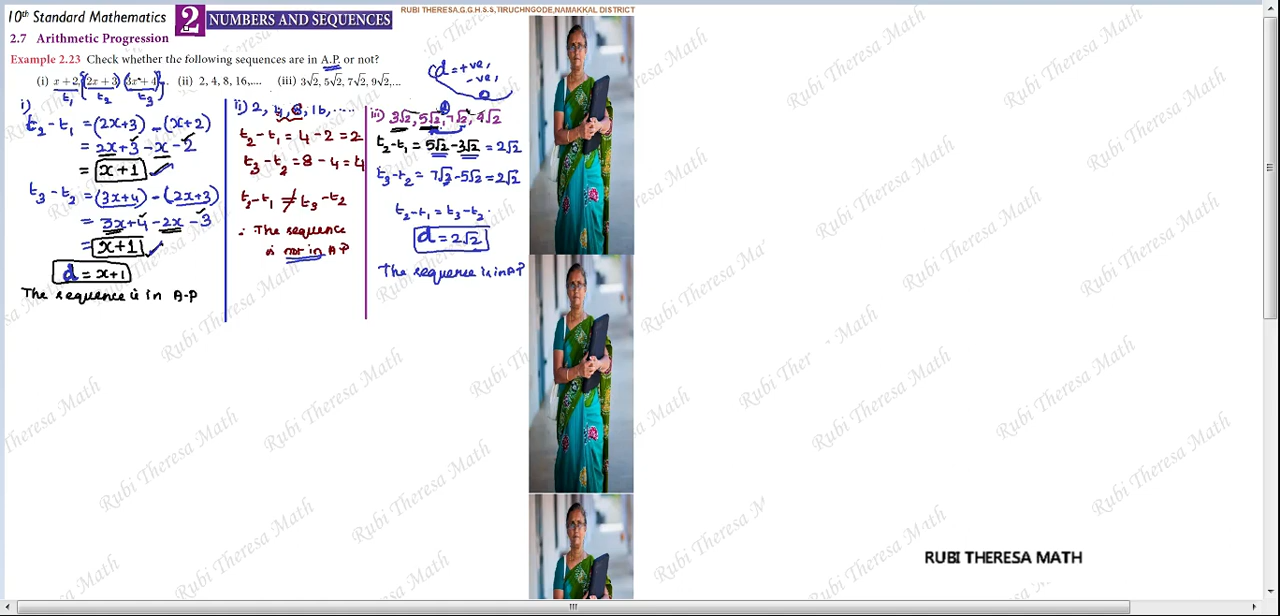 RUBI THERESA,G.G.H.S.S,TIRUCHNGODE,NAMAKKAL DISTRICT
10th Standard Mathematics
2 NUMBERS AND SEQUENCES
2.7 Arithmetic Progression
Example 2.23 Check whether the following sequences are in A.P. or not?
(i) x + 2, 2x + 3, 3x + 4,... (ii) 2, 4, 8, 16,.... (iii) 3√2, 5√2, 7√2, 9√2,...
t₁ t₂ t₃
d = +ve,
-ve,
0
i)
t₂ - t₁ = (2x+3) - (x+2)
= 2x+3 - x - 2
= x+1
t₃ - t₂ = (3x+4) - (2x+3)
= 3x+4 - 2x - 3
= x+1
d = x+1
The sequence is in A.P
ii) 2, 4, 8, 16, ....
t₂ - t₁ = 4 - 2 = 2
t₃ - t₂ = 8 - 4 = 4
t₂ - t₁ ≠ t₃ - t₂
∴ The sequence
is not in A.P
iii) 3√2, 5√2, 7√2, 9√2
t₂ - t₁ = 5√2 - 3√2 = 2√2
t₃ - t₂ = 7√2 - 5√2 = 2√2
t₂ - t₁ = t₃ - t₂
d = 2√2
The sequence is in A.P
Rubi Theresa Math
RUBI THERESA MATH